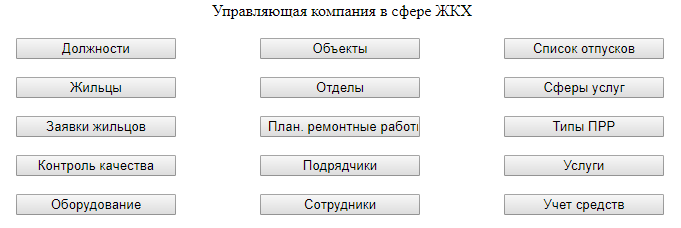 Управляющая компания в сфере ЖКХ
Должности Объекты Список отпусков
Жильцы Отделы Сферы услуг
Заявки жильцов План. ремонтные работ Типы ПРР
Контроль качества Подрядчики Услуги
Оборудование Сотрудники Учет средств